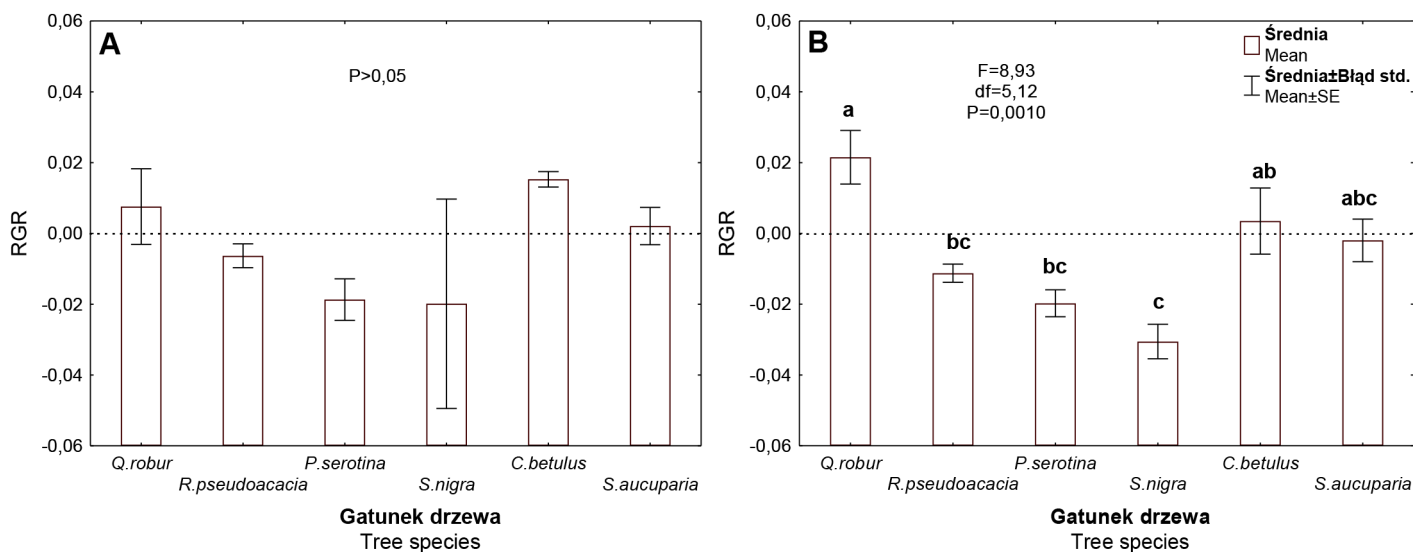 A
P>0,05
0,06
0,04
0,02
0,00
-0,02
-0,04
-0,06
RGR
Q.robur
R.pseudoacacia
P.serotina
S.nigra
C.betulus
S.aucuparia
Gatunek drzewa
Tree species
B
F=8,93
df=5,12
P=0,0010
Średnia
Mean
Średnia±Błąd std.
Mean±SE
a
bc
bc
c
ab
abc
0,06
0,04
0,02
0,00
-0,02
-0,04
-0,06
RGR
Q.robur
R.pseudoacacia
P.serotina
S.nigra
C.betulus
S.aucuparia
Gatunek drzewa
Tree species